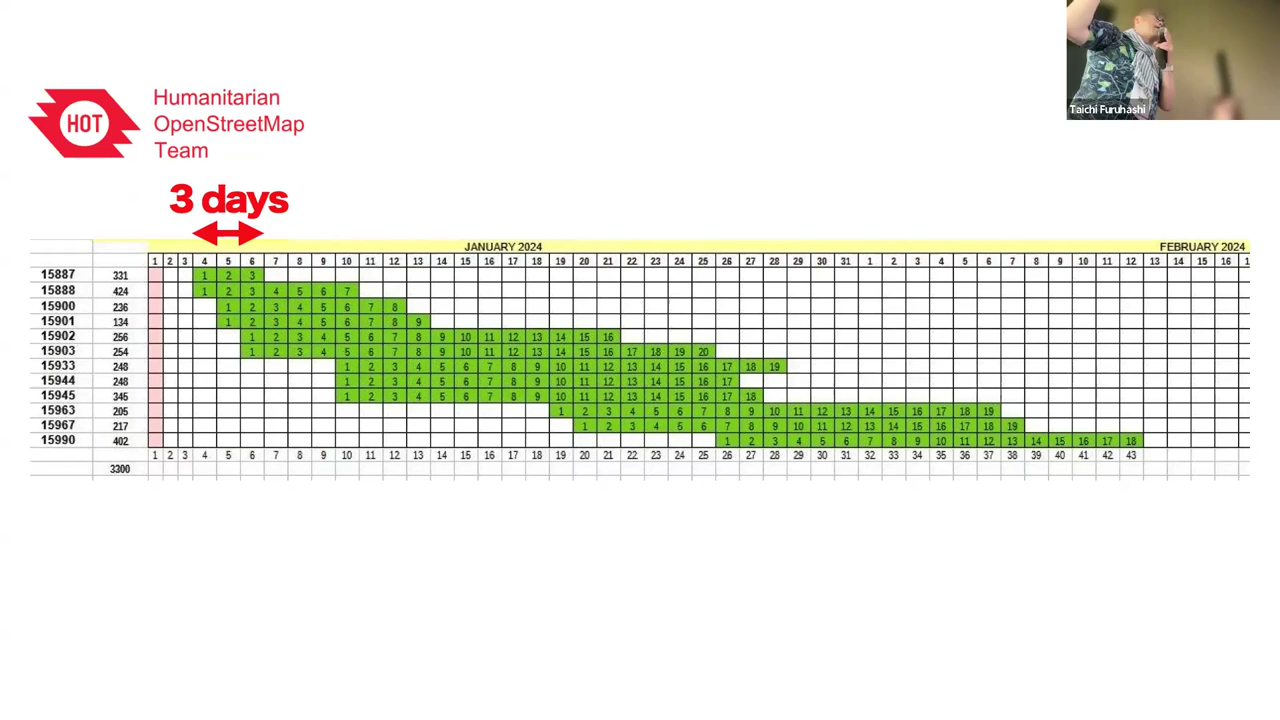 Taichi Furuhashi
HOT
Humanitarian
OpenStreetMap
Team
3 days
JANUARY 2024 FEBRUARY 2024
1 2 3 4 5 6 7 8 9 10 11 12 13 14 15 16 17 18 19 20 21 22 23 24 25 26 27 28 29 30 31 1 2 3 4 5 6 7 8 9 10 11 12 13 14 15 16 1
15887 331 1 2 3
15888 424 1 2 3 4 5 6 7
15900 236 1 2 3 4 5 6 7 8
15901 134 1 2 3 4 5 6 7 8 9
15902 256 1 2 3 4 5 6 7 8 9 10 11 12 13 14 15 16
15903 254 1 2 3 4 5 6 7 8 9 10 11 12 13 14 15 16 17 18 19 20
15933 248 1 2 3 4 5 6 7 8 9 10 11 12 13 14 15 16 17 18 19
15944 248 1 2 3 4 5 6 7 8 9 10 11 12 13 14 15 16 17
15945 345 1 2 3 4 5 6 7 8 9 10 11 12 13 14 15 16 17 18
15963 205 1 2 3 4 5 6 7 8 9 10 11 12 13 14 15 16 17 18 19
15967 217 1 2 3 4 5 6 7 8 9 10 11 12 13 14 15 16 17 18 19
15990 402 1 2 3 4 5 6 7 8 9 10 11 12 13 14 15 16 17 18
1 2 3 4 5 6 7 8 9 10 11 12 13 14 15 16 17 18 19 20 21 22 23 24 25 26 27 28 29 30 31 32 33 34 35 36 37 38 39 40 41 42 43
3300